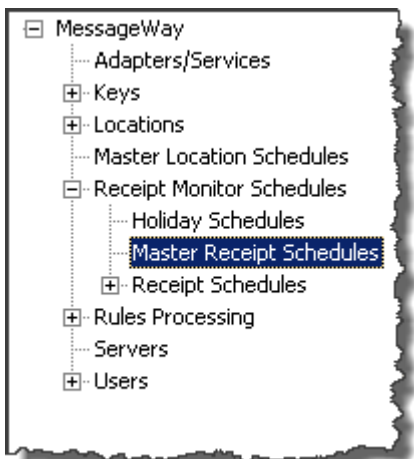 MessageWay
Adapters/Services
Keys
Locations
Master Location Schedules
Receipt Monitor Schedules
Holiday Schedules
Master Receipt Schedules
Receipt Schedules
Rules Processing
Servers
Users